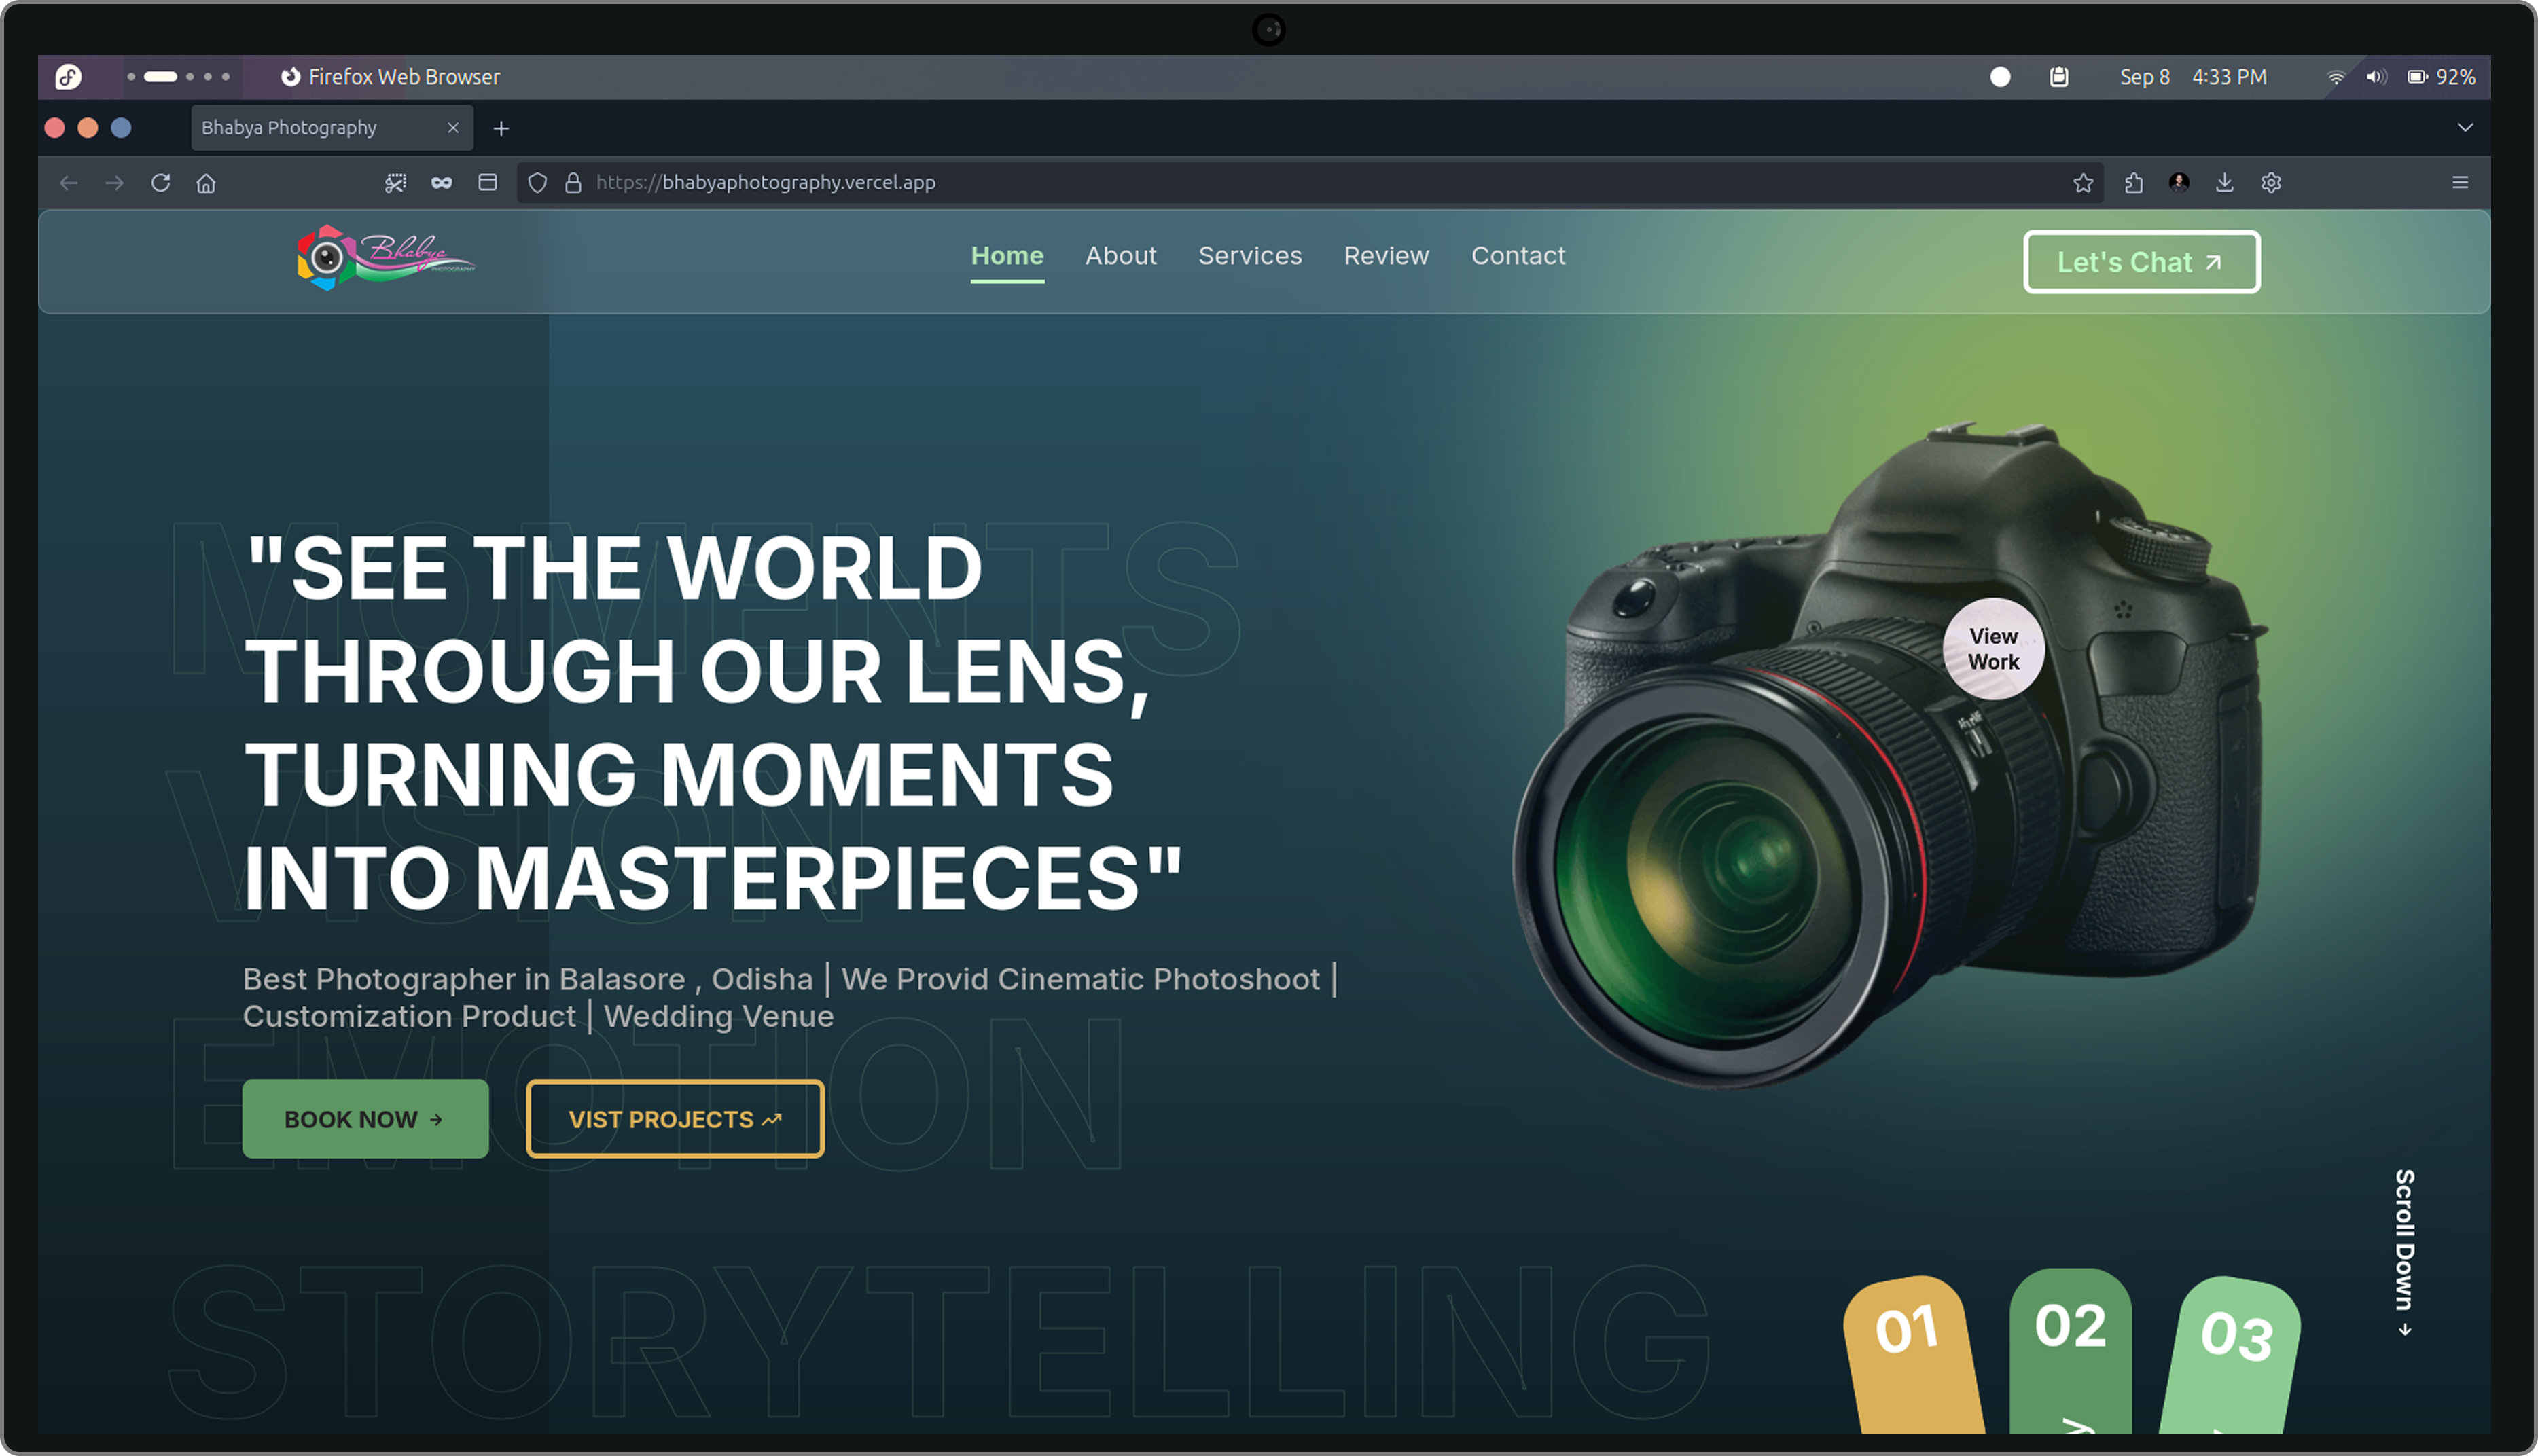 Firefox Web Browser
Sep 8 4:33 PM
92%
Bhabya Photography
https://bhabyaphotography.vercel.app
Bhabya
PHOTOGRAPHY
Home About Services Review Contact
Let's Chat
MOMENTS
"SEE THE WORLD
THROUGH OUR LENS,
TURNING MOMENTS
INTO MASTERPIECES"
VISION
Best Photographer in Balasore , Odisha | We Provid Cinematic Photoshoot |
Customization Product | Wedding Venue
EMOTION
BOOK NOW
VIST PROJECTS
STORYTELLING
View
Work
Scroll Down
01 02 03